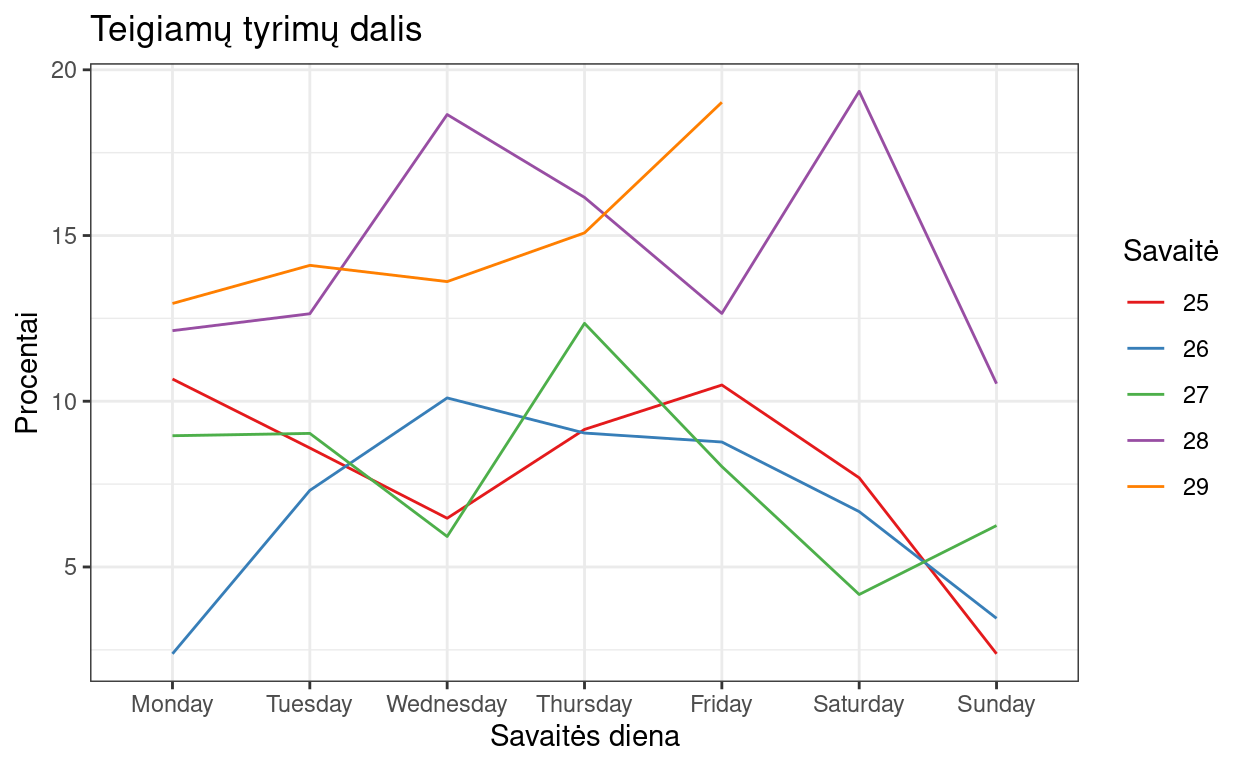 Teigiamų tyrimų dalis
Procentai
20
15
10
5
Monday Tuesday Wednesday Thursday Friday Saturday Sunday
Savaitės diena
Savaitė
25
26
27
28
29